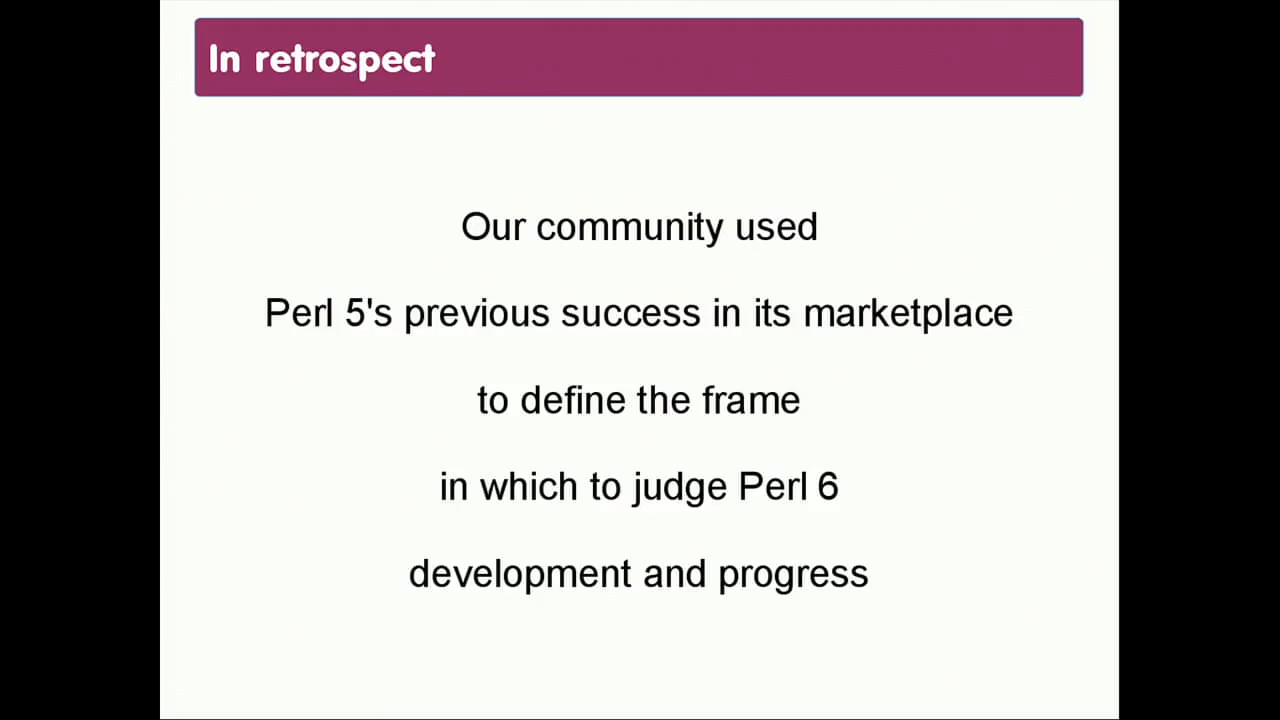 In retrospect
Our community used
Perl 5's previous success in its marketplace
to define the frame
in which to judge Perl 6
development and progress